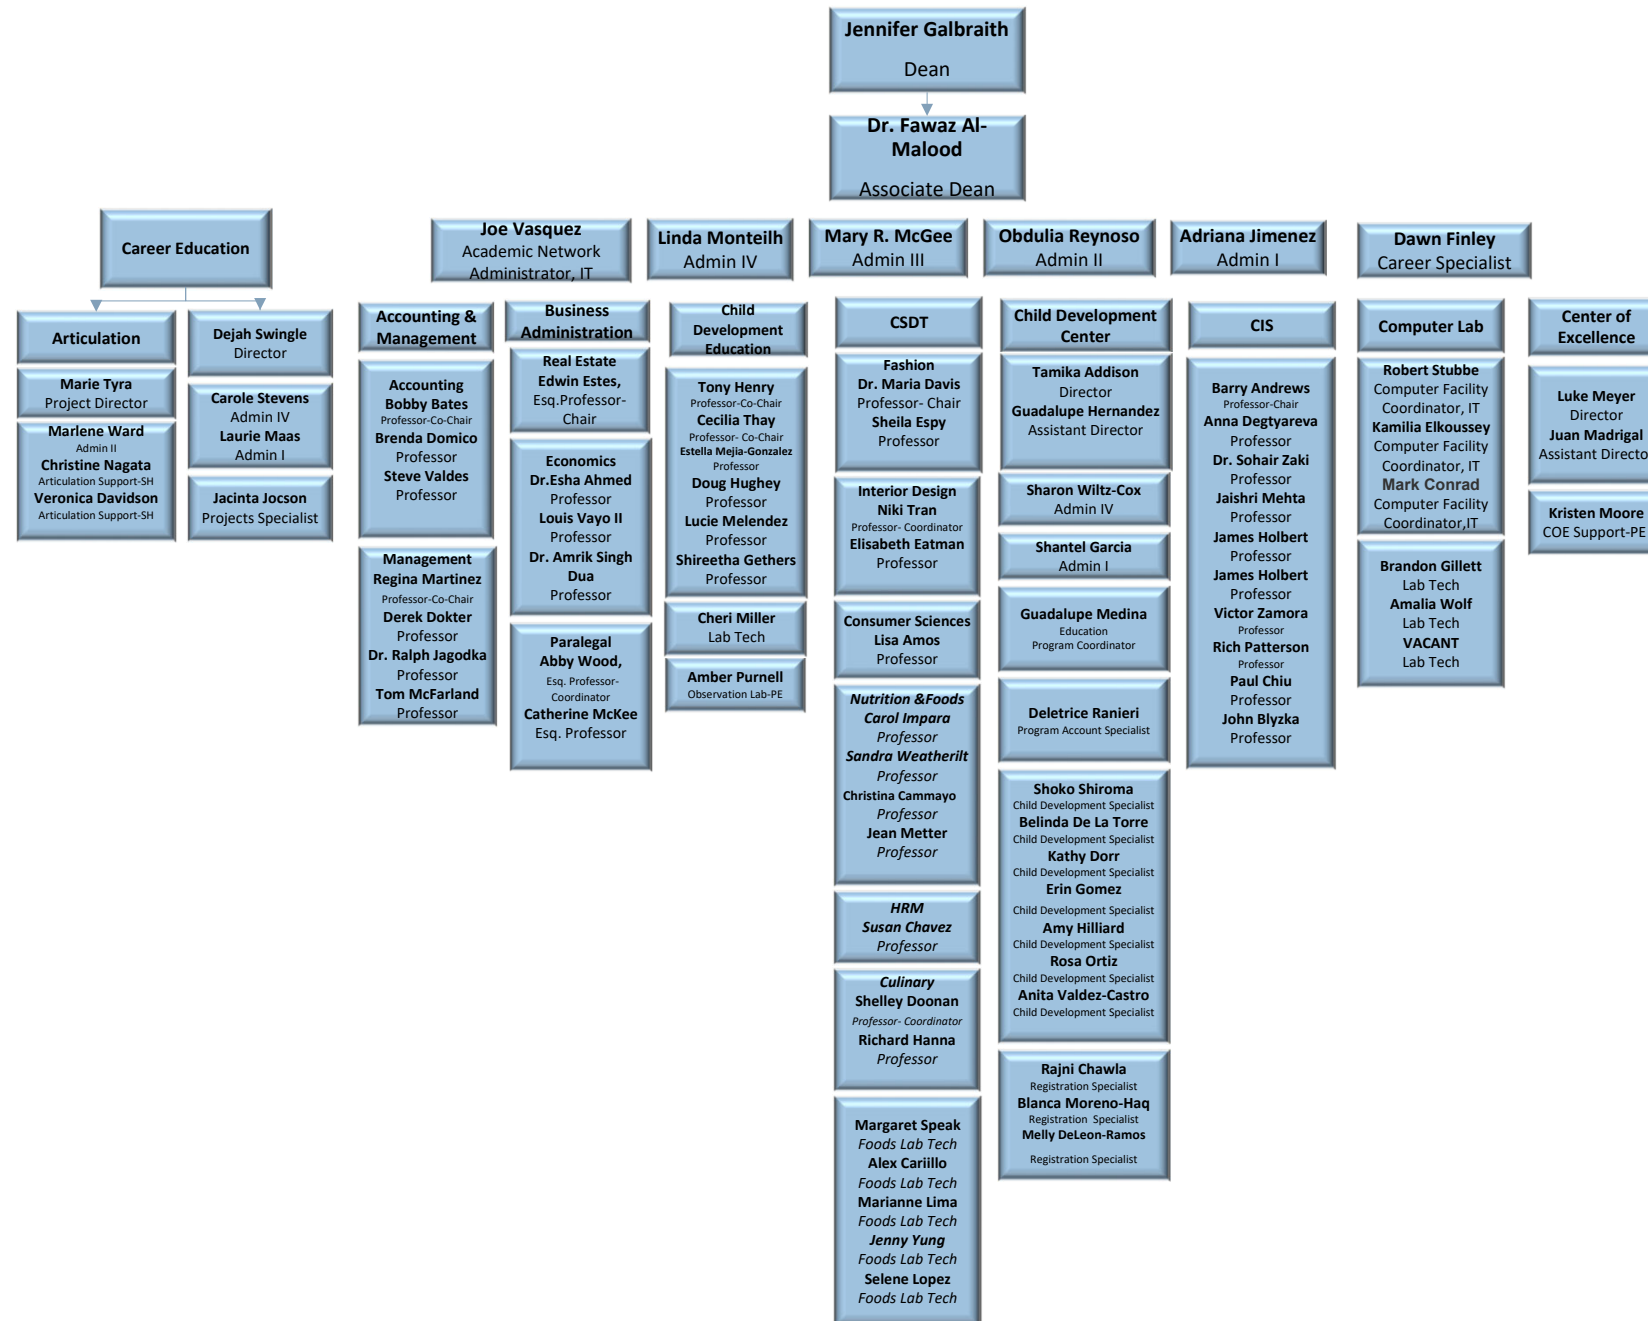 Jennifer Galbraith
Dean
Dr. Fawaz Al-
Malood
Associate Dean
Career Education
Joe Vasquez
Academic Network
Administrator, IT
Linda Monteilh
Admin IV
Mary R. McGee
Admin III
Obdulia Reynoso
Admin II
Adriana Jimenez
Admin I
Dawn Finley
Career Specialist
Articulation
Marie Tyra
Project Director
Marlene Ward
Admin II
Christine Nagata
Articulation Support-SH
Veronica Davidson
Articulation Support-SH
Dejah Swingle
Director
Carole Stevens
Admin IV
Laurie Maas
Admin I
Jacinta Jocson
Projects Specialist
Accounting &
Management
Accounting
Bobby Bates
Professor-Co-Chair
Brenda Domico
Professor
Steve Valdes
Professor
Management
Regina Martinez
Professor-Co-Chair
Derek Dokter
Professor
Dr. Ralph Jagodka
Professor
Tom McFarland
Professor
Business
Administration
Real Estate
Edwin Estes,
Esq.Professor-
Chair
Economics
Dr.Esha Ahmed
Professor
Louis Vayo II
Professor
Dr. Amrik Singh
Dua
Professor
Paralegal
Abby Wood,
Esq. Professor-
Coordinator
Catherine McKee
Esq. Professor
Child
Development
Education
Tony Henry
Professor-Co-Chair
Cecilia Thay
Professor- Co-Chair
Estella Mejia-Gonzalez
Professor
Doug Hughey
Professor
Lucie Melendez
Professor
Shireetha Gethers
Professor
Cheri Miller
Lab Tech
Amber Purnell
Observation Lab-PE
CSDT
Fashion
Dr. Maria Davis
Professor- Chair
Sheila Espy
Professor
Interior Design
Niki Tran
Professor- Coordinator
Elisabeth Eatman
Professor
Consumer Sciences
Lisa Amos
Professor
Nutrition &Foods
Carol Impara
Professor
Sandra Weatherilt
Professor
Christina Cammayo
Professor
Jean Metter
Professor
HRM
Susan Chavez
Professor
Culinary
Shelley Doonan
Professor- Coordinator
Richard Hanna
Professor
Margaret Speak
Foods Lab Tech
Alex Cariillo
Foods Lab Tech
Marianne Lima
Foods Lab Tech
Jenny Yung
Foods Lab Tech
Selene Lopez
Foods Lab Tech
Child Development
Center
Tamika Addison
Director
Guadalupe Hernandez
Assistant Director
Sharon Wiltz-Cox
Admin IV
Shantel Garcia
Admin I
Guadalupe Medina
Education
Program Coordinator
Deletrice Ranieri
Program Account Specialist
Shoko Shiroma
Child Development Specialist
Belinda De La Torre
Child Development Specialist
Kathy Dorr
Child Development Specialist
Erin Gomez
Child Development Specialist
Amy Hilliard
Child Development Specialist
Rosa Ortiz
Child Development Specialist
Anita Valdez-Castro
Child Development Specialist
Rajni Chawla
Registration Specialist
Blanca Moreno-Haq
Registration Specialist
Melly DeLeon-Ramos
Registration Specialist
CIS
Barry Andrews
Professor-Chair
Anna Degtyareva
Professor
Dr. Sohair Zaki
Professor
Jaishri Mehta
Professor
James Holbert
Professor
James Holbert
Professor
Victor Zamora
Professor
Rich Patterson
Professor
Paul Chiu
Professor
John Blyzka
Professor
Computer Lab
Robert Stubbe
Computer Facility
Coordinator, IT
Kamilia Elkoussey
Computer Facility
Coordinator, IT
Mark Conrad
Computer Facility
Coordinator,IT
Brandon Gillett
Lab Tech
Amalia Wolf
Lab Tech
VACANT
Lab Tech
Center of
Excellence
Luke Meyer
Director
Juan Madrigal
Assistant Directo
Kristen Moore
COE Support-PE